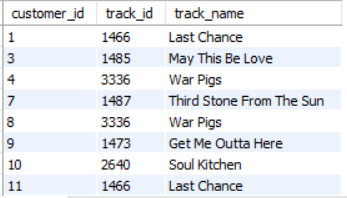 customer_id track_id track_name
1 1466 Last Chance
3 1485 May This Be Love
4 3336 War Pigs
7 1487 Third Stone From The Sun
8 3336 War Pigs
9 1473 Get Me Outta Here
10 2640 Soul Kitchen
11 1466 Last Chance